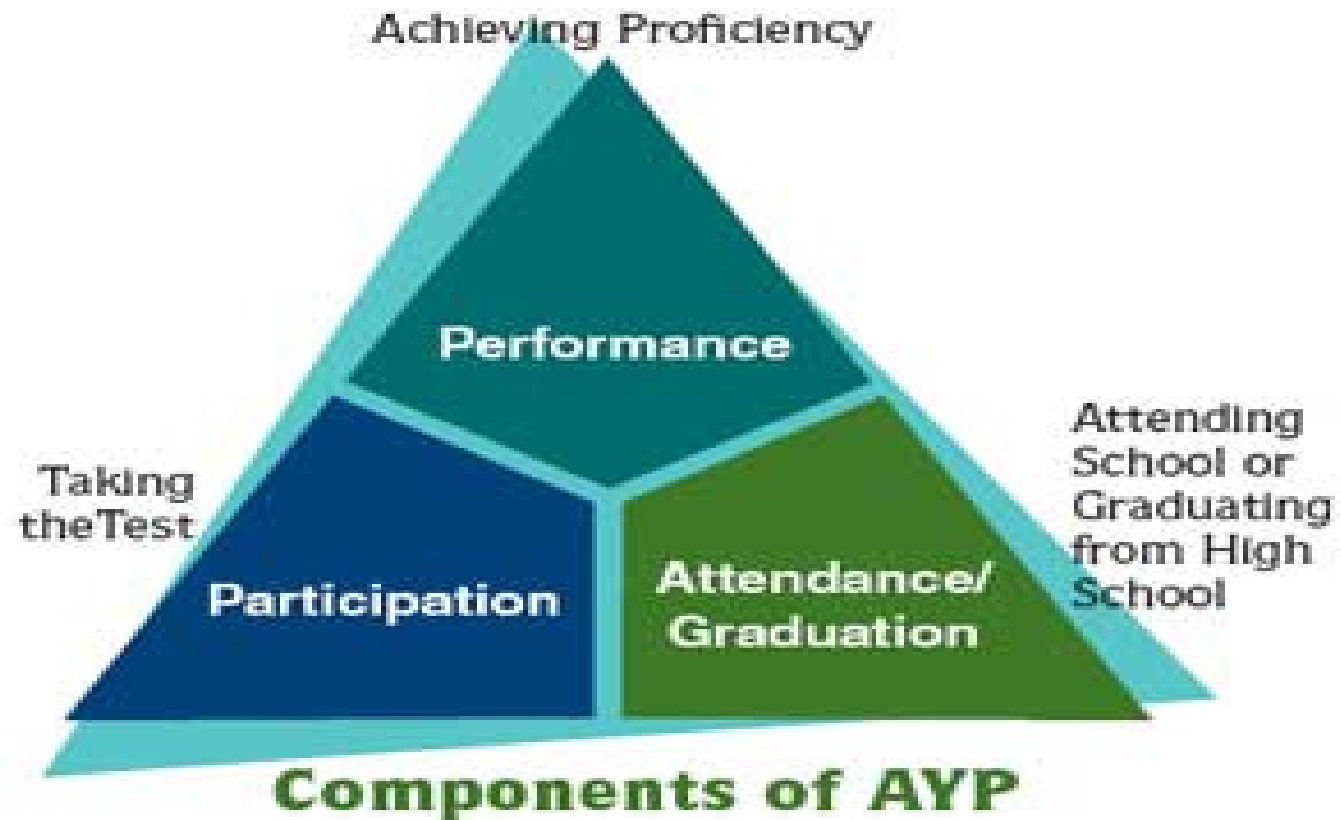 Achieving Proficiency
Performance
Taking
theTest
Participation
Attendance/
Graduation
Attending
School or
Graduating
from High
School
Components of AYP